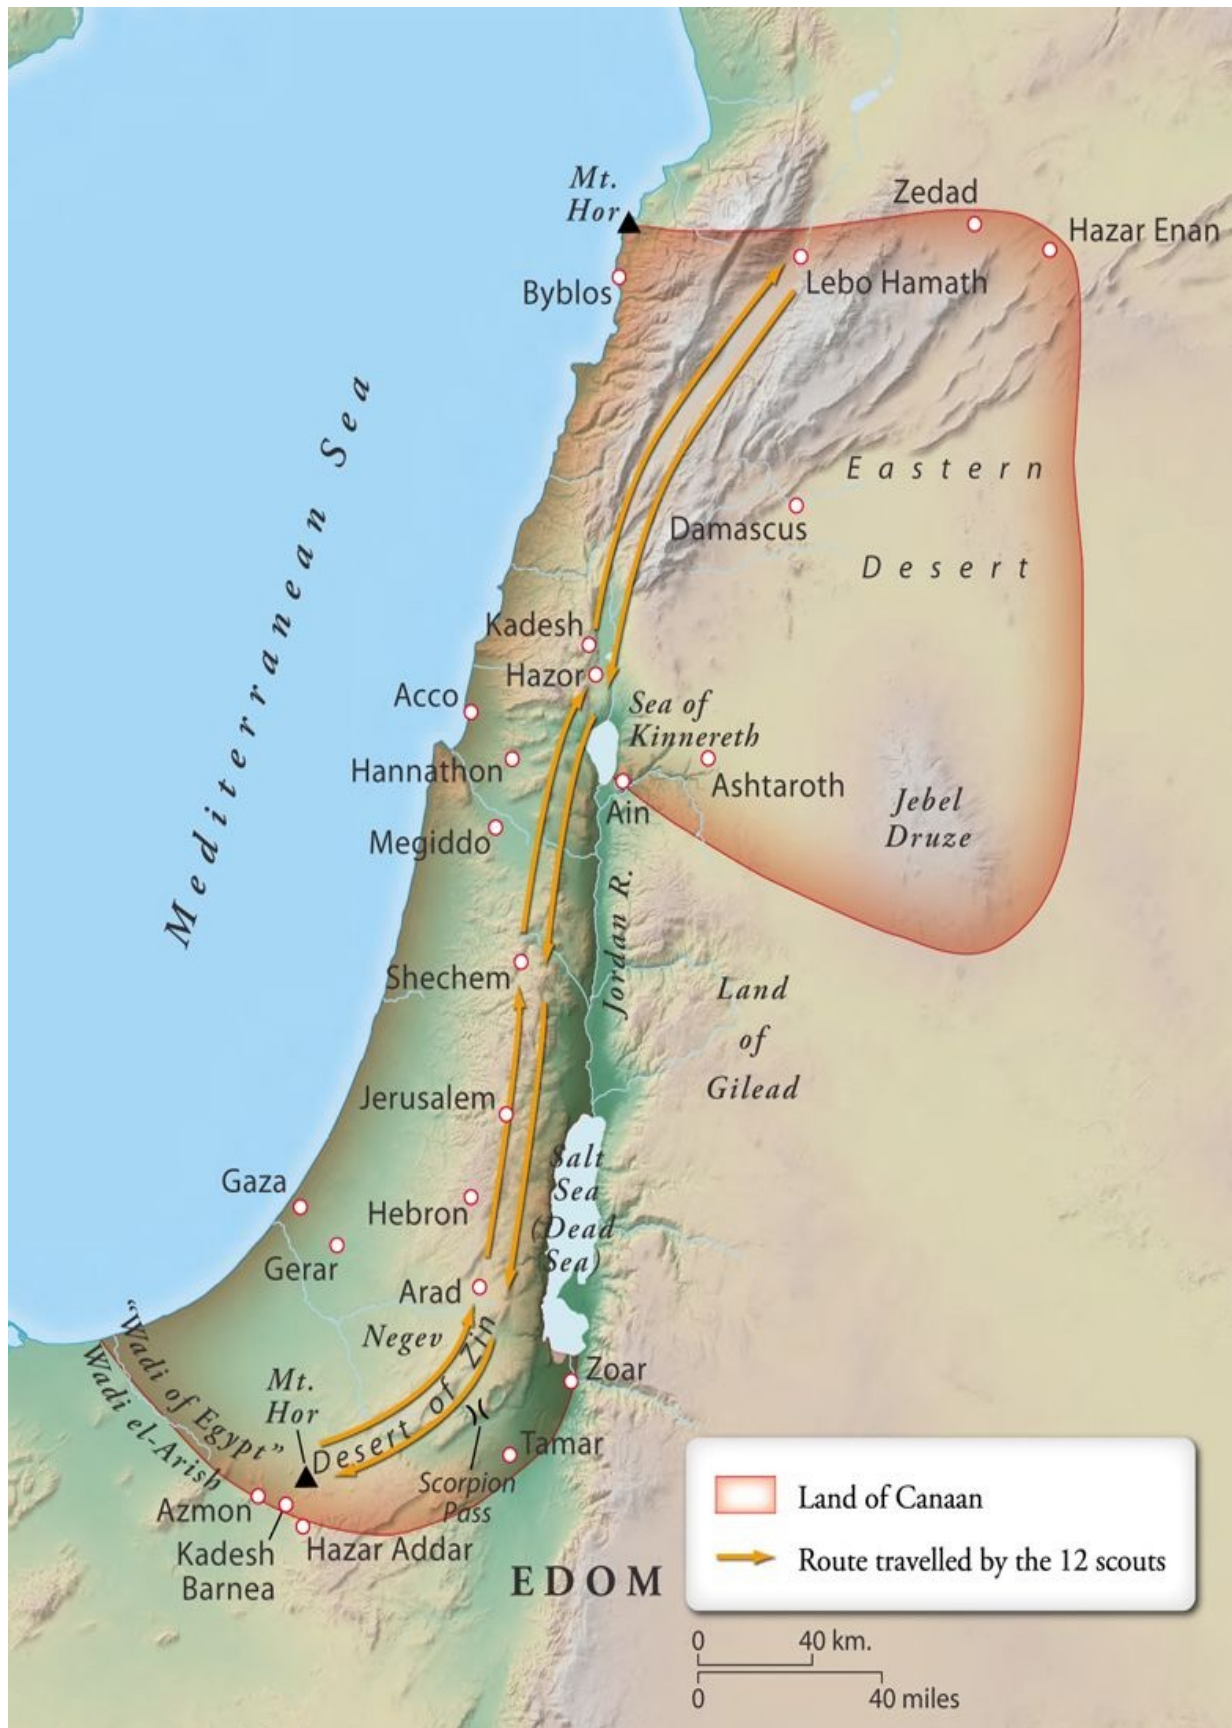 Mt.
Hor
Zedad
Hazar Enan
Byblos
Lebo Hamath
Mediterranean Sea
Eastern
Damascus
Desert
Kadesh
Hazor
Acco
Sea of
Kinnereth
Hannathon
Ashtaroth
Ain
Jebel
Druze
Megiddo
Jordan R.
Shechem
Land
of
Gilead
Jerusalem
Salt
Sea
(Dead
Sea)
Gaza
Hebron
Gerar
Arad
Negev
"Wadi of Egypt"
Wadi el-Arish
Zoar
Mt.
Hor
Desert of Zin
Tamar
Scorpion
Pass
Azmon
Kadesh
Barnea
Hazar Addar
EDOM
Land of Canaan
Route travelled by the 12 scouts
0 40 km.
0 40 miles